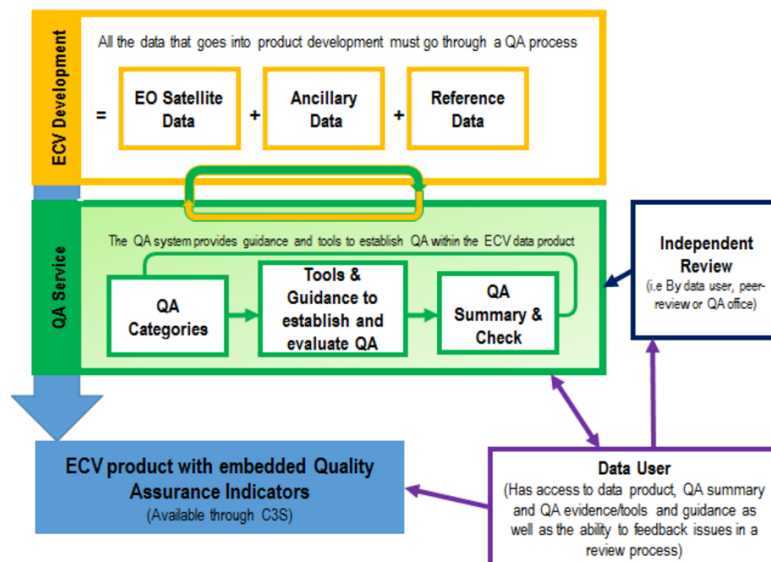 ECV Development
All the data that goes into product development must go through a QA process
=
EO Satellite
Data
+
Ancillary
Data
+
Reference
Data
QA Service
The QA system provides guidance and tools to establish QA within the ECV data product
QA
Categories
Tools &
Guidance to
establish and
evaluate QA
QA
Summary &
Check
Independent
Review
(i.e By data user, peer-
review or QA office)
ECV product with embedded Quality
Assurance Indicators
(Available through C3S)
Data User
(Has access to data product, QA summary
and QA evidence/tools and guidance as
well as the ability to feedback issues in a
review process)